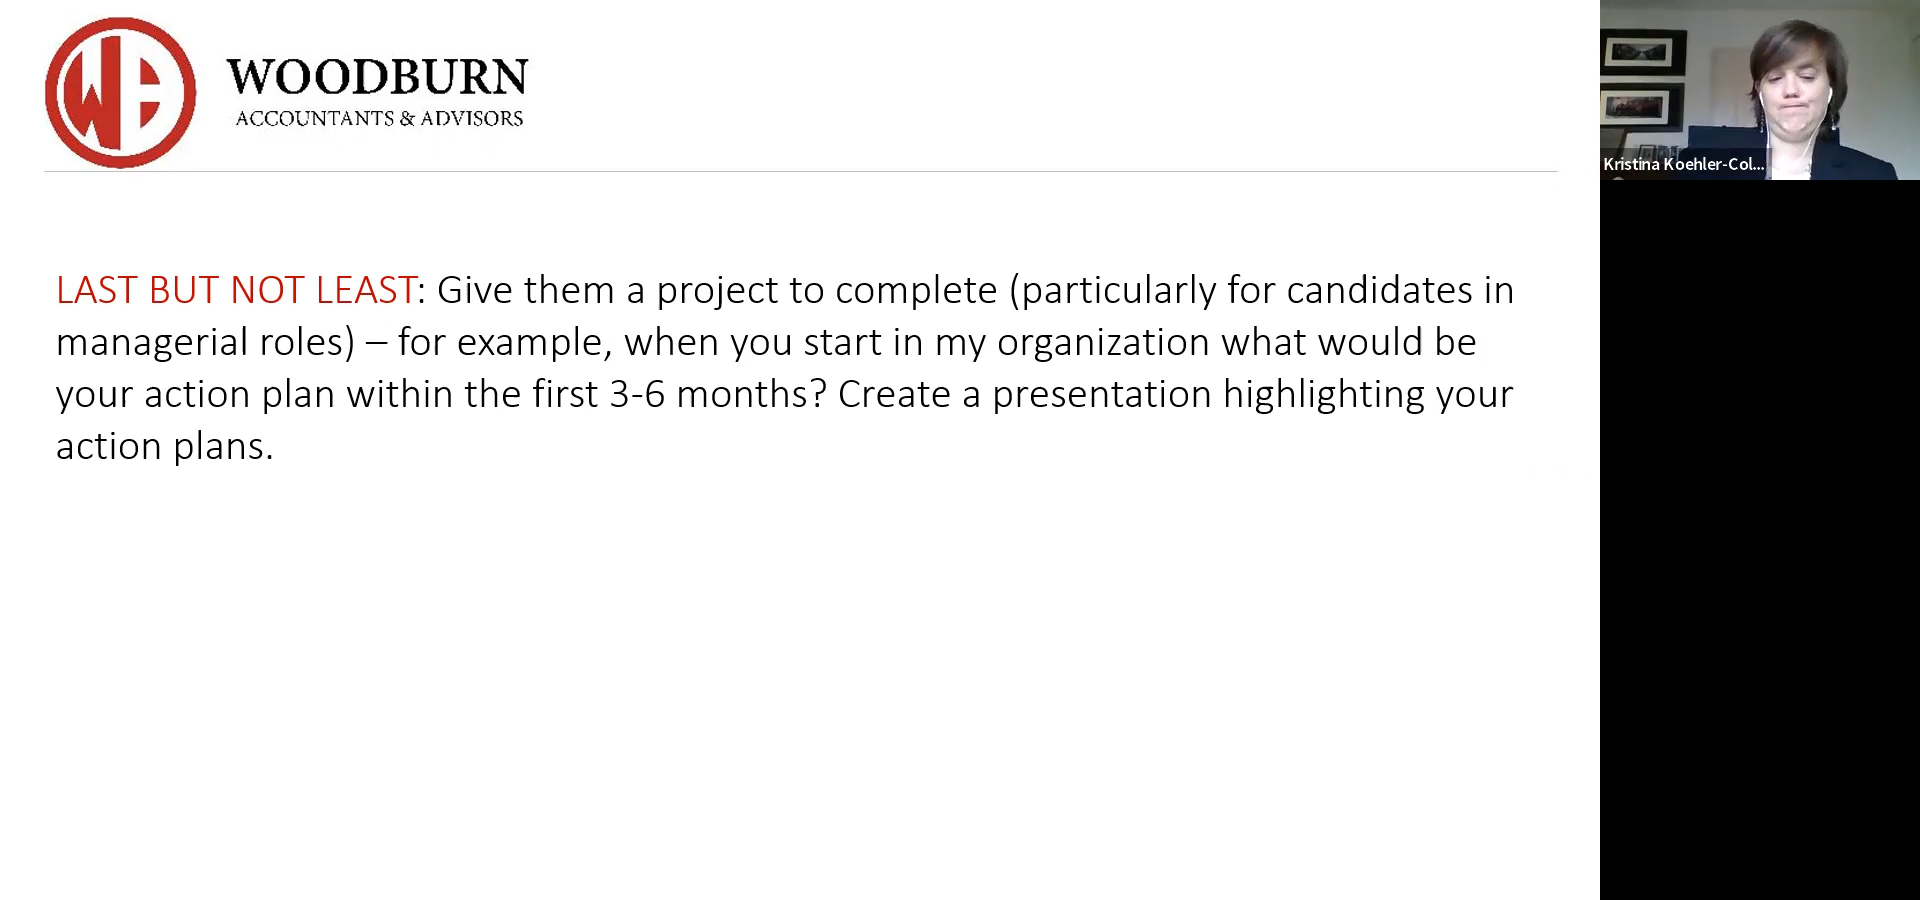 WOODBURN
ACCOUNTANTS & ADVISORS
LAST BUT NOT LEAST: Give them a project to complete (particularly for candidates in
managerial roles) – for example, when you start in my organization what would be
your action plan within the first 3-6 months? Create a presentation highlighting your
action plans.
Kristina Koehler-Col...